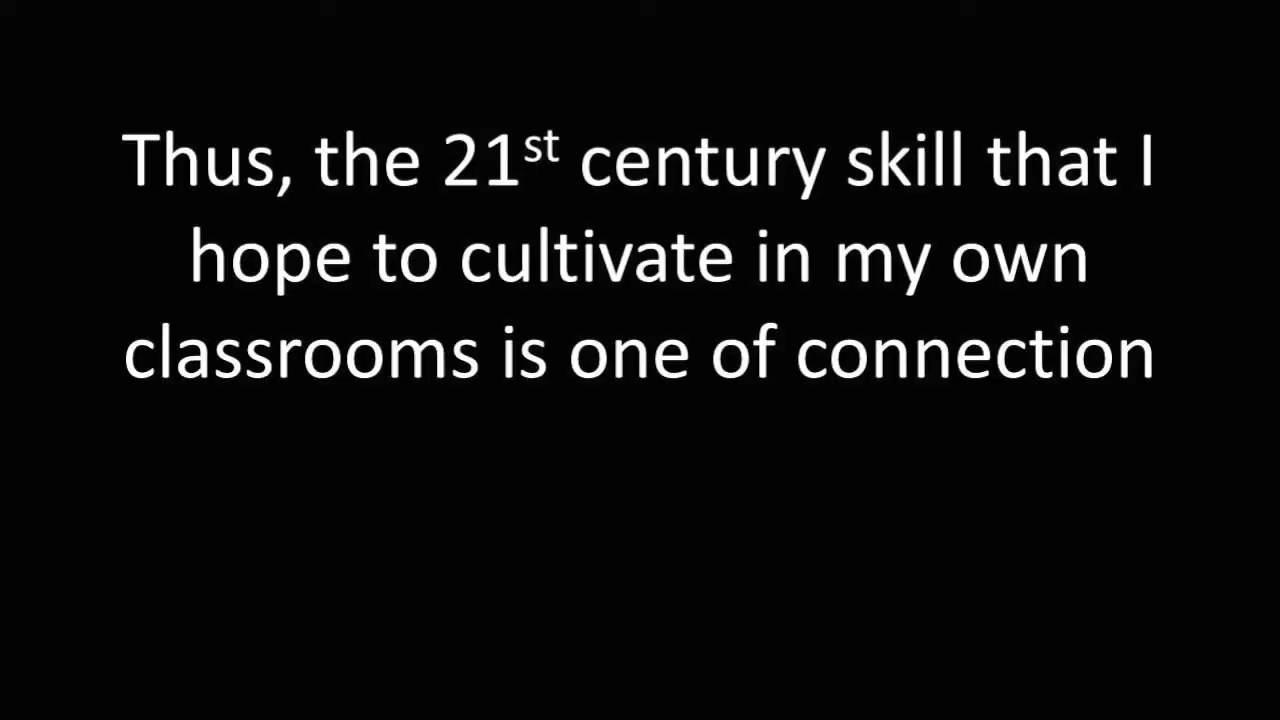 Thus, the 21st century skill that I
hope to cultivate in my own
classrooms is one of connection